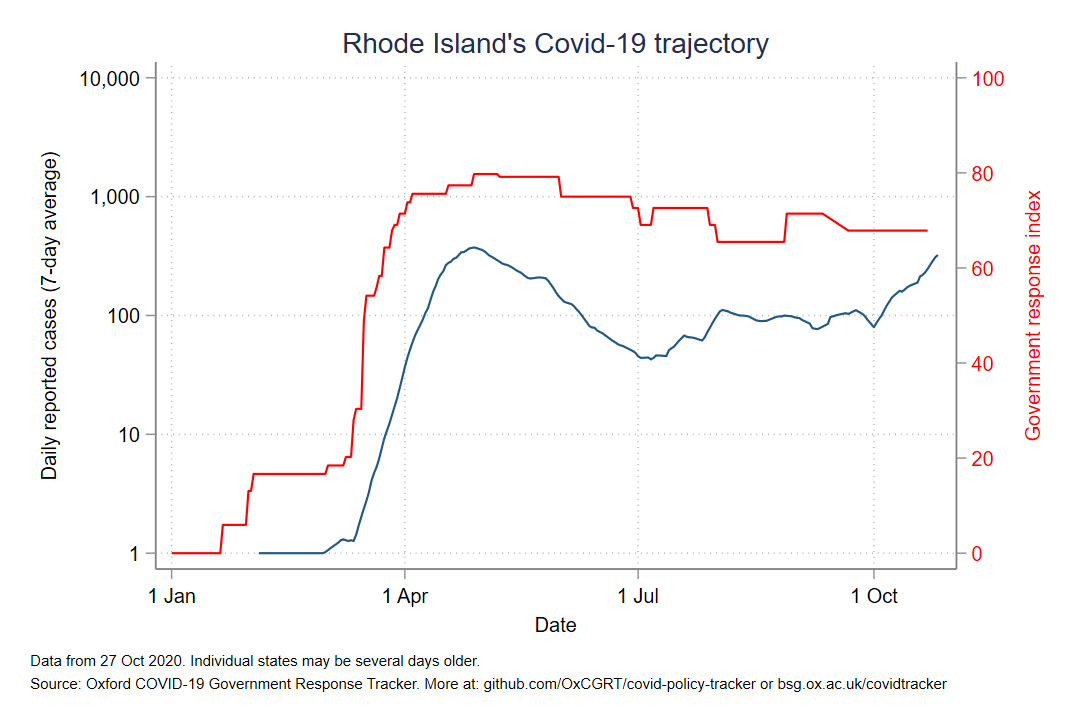 Rhode Island's Covid-19 trajectory
10,000
1,000
100
10
1
Daily reported cases (7-day average)
100
80
60
40
20
0
Government response index
1 Jan
1 Apr
1 Jul
1 Oct
Date
Data from 27 Oct 2020. Individual states may be several days older.
Source: Oxford COVID-19 Government Response Tracker. More at: github.com/OxCGRT/covid-policy-tracker or bsg.ox.ac.uk/covidtracker